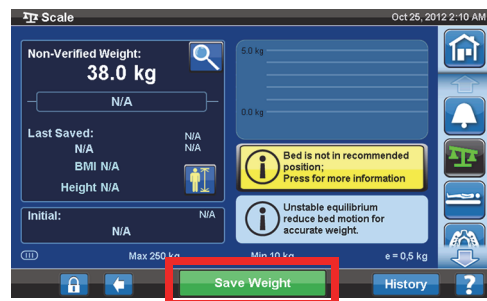 Scale
Oct 25, 2012 2:10 AM
Non-Verified Weight:
38.0 kg
N/A
Last Saved:
N/A
N/A
N/A
BMI N/A
Height N/A
Initial:
N/A
N/A
5.0 kg
0.0 kg
Bed is not in recommended
position;
Press for more information
Unstable equilibrium
reduce bed motion for
accurate weight.
Max 250 kg
Min 10 kg
e = 0,5 kg
Save Weight
History
?